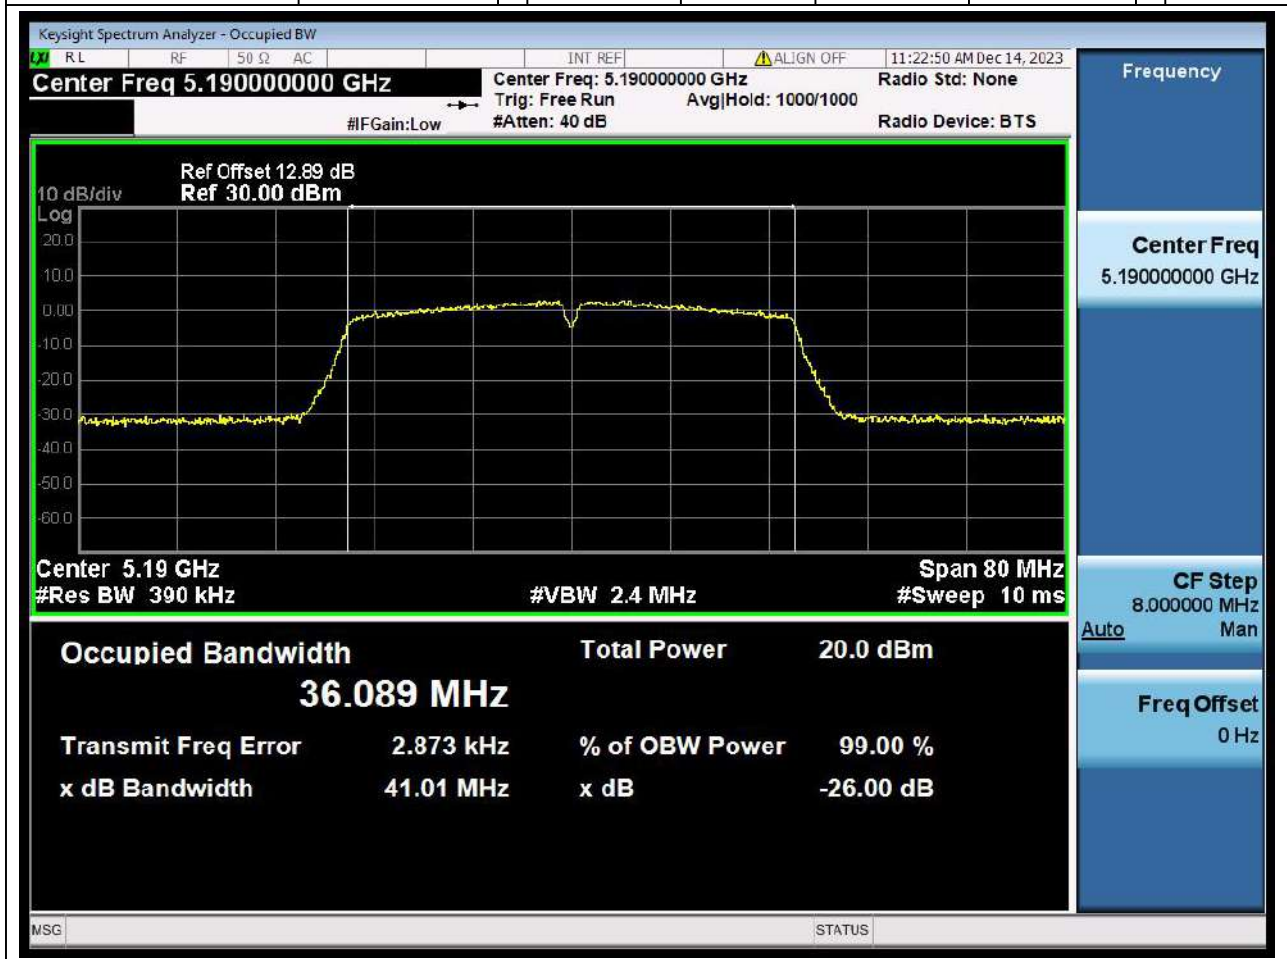 Keysight Spectrum Analyzer - Occupied BW
LXI RL RF 50 Ω AC INT REF ALIGN OFF 11:22:50 AM Dec 14, 2023
Center Freq 5.190000000 GHz
Center Freq: 5.190000000 GHz Radio Std: None
Trig: Free Run Avg|Hold: 1000/1000
#IFGain:Low #Atten: 40 dB Radio Device: BTS
Ref Offset 12.89 dB
10 dB/div Ref 30.00 dBm
Log
20.0
10.0
0.00
-10.0
-20.0
-30.0
-40.0
-50.0
-60.0
Center 5.19 GHz Span 80 MHz
#Res BW 390 kHz #VBW 2.4 MHz #Sweep 10 ms
Occupied Bandwidth Total Power 20.0 dBm
36.089 MHz
Transmit Freq Error 2.873 kHz % of OBW Power 99.00 %
x dB Bandwidth 41.01 MHz x dB -26.00 dB
MSG STATUS
Frequency
Center Freq
5.190000000 GHz
CF Step
8.000000 MHz
Auto Man
Freq Offset
0 Hz